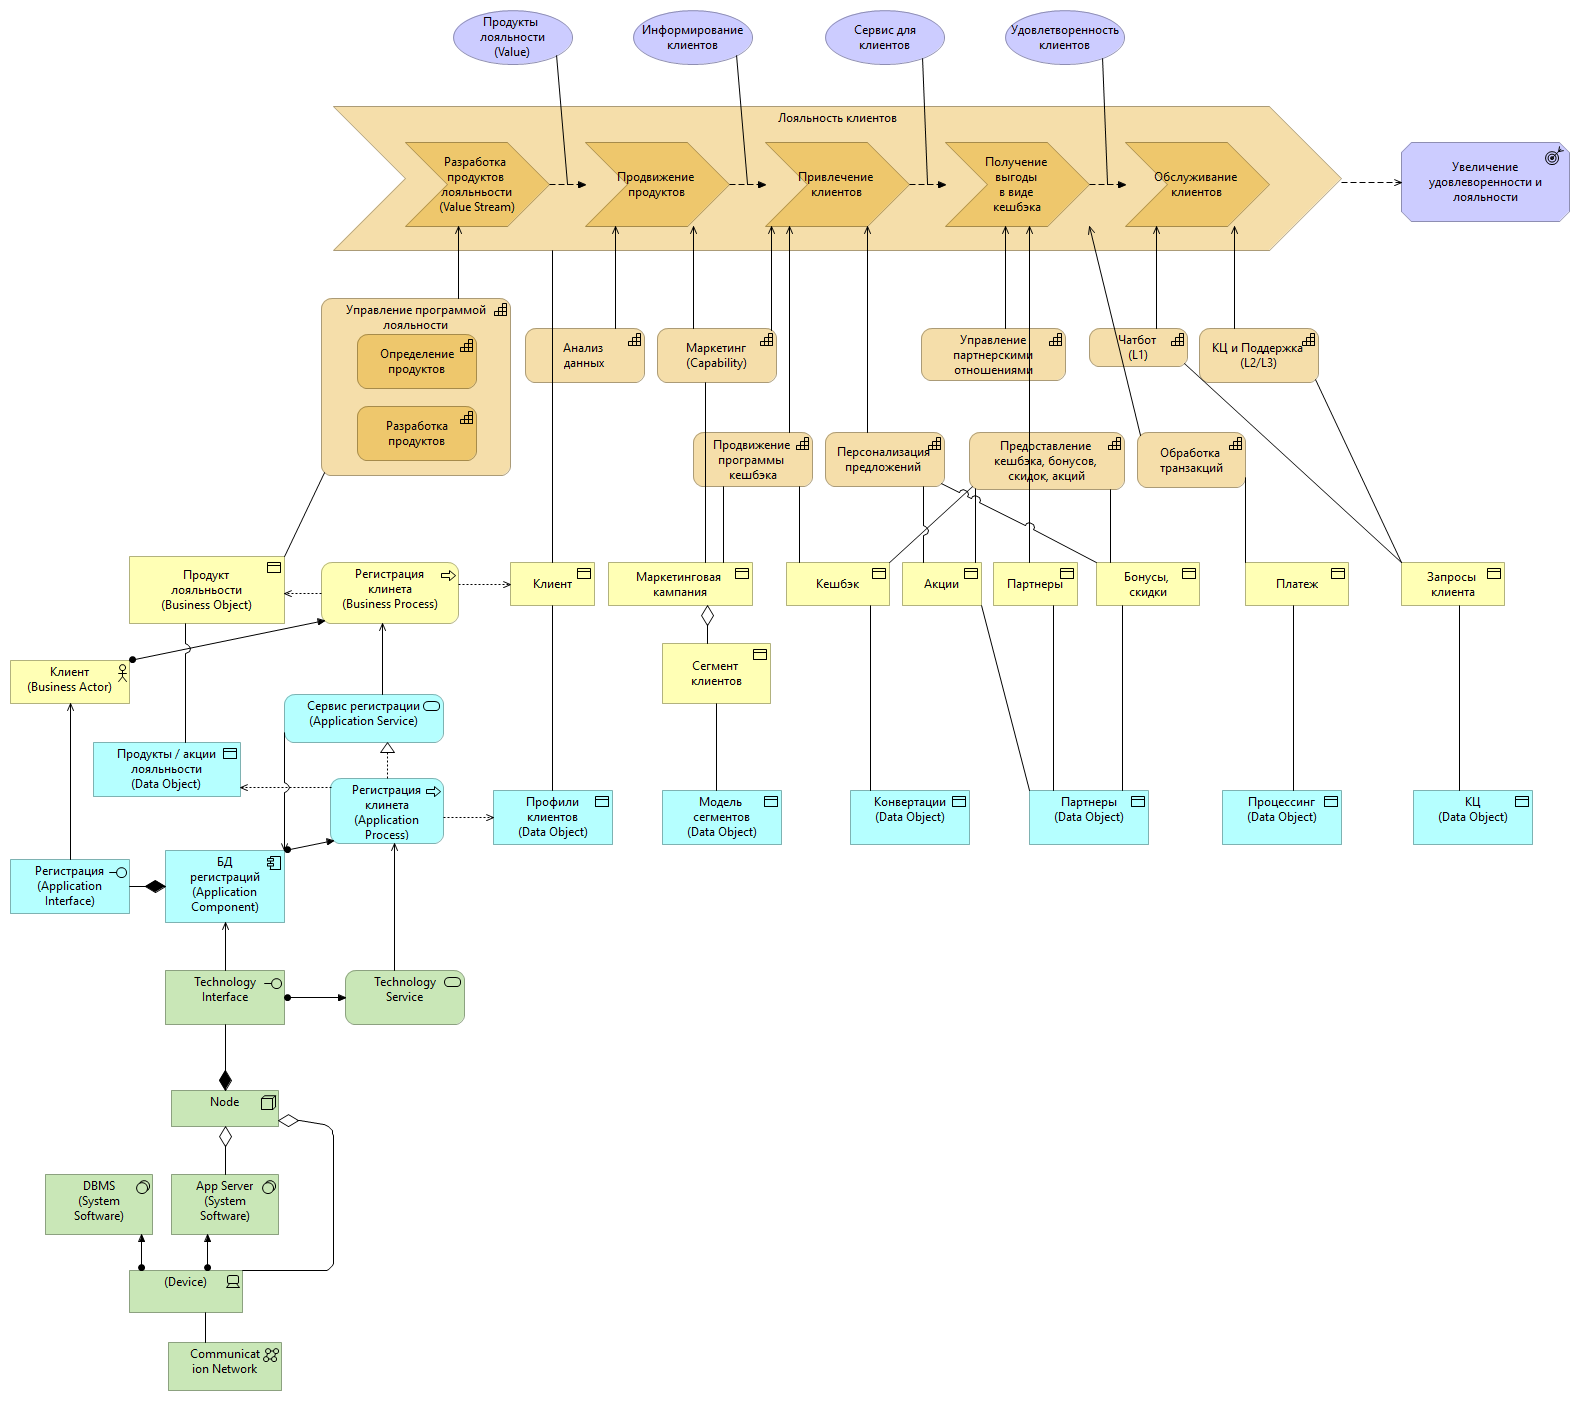 Продукты
лояльности
(Value)
Информирование
клиентов
Сервис для
клиентов
Удовлетворенность
клиентов
Лояльность клиентов
Разработка
продуктов
лояльньости
(Value Stream)
Продвижение
продуктов
Привлечение
клиентов
Получение
выгоды
в виде
кешбэка
Обслуживание
клиентов
Увеличение
удовлеворенности и
лояльности
Управление программой
лояльности
Определение
продуктов
Разработка
продуктов
Анализ
данных
Маркетинг
(Capability)
Управление
партнерскими
отношениями
Чатбот
(L1)
КЦ и Поддержка
(L2/L3)
Продвижение
программы
кешбэка
Персонализация
предложений
Предоставление
кешбэка, бонусов,
скидок, акций
Обработка
транзакций
Продукт
лояльньости
(Business Object)
Регистрация
клинета
(Business Process)
Клиент
Маркетинговая
кампания
Кешбэк
Акции
Партнеры
Бонусы,
скидки
Платеж
Запросы
клиента
Клиент
(Business Actor)
Сегмент
клиентов
Сервис регистрации
(Application Service)
Продукты / акции
лояльньости
(Data Object)
Регистрация
клинета
(Application
Process)
Профили
клиентов
(Data Object)
Модель
сегментов
(Data Object)
Конвертации
(Data Object)
Партнеры
(Data Object)
Процессинг
(Data Object)
КЦ
(Data Object)
Регистрация
(Application
Interface)
БД
регистраций
(Application
Component)
Technology
Interface
Technology
Service
Node
DBMS
(System
Software)
App Server
(System
Software)
(Device)
Communicat
ion Network